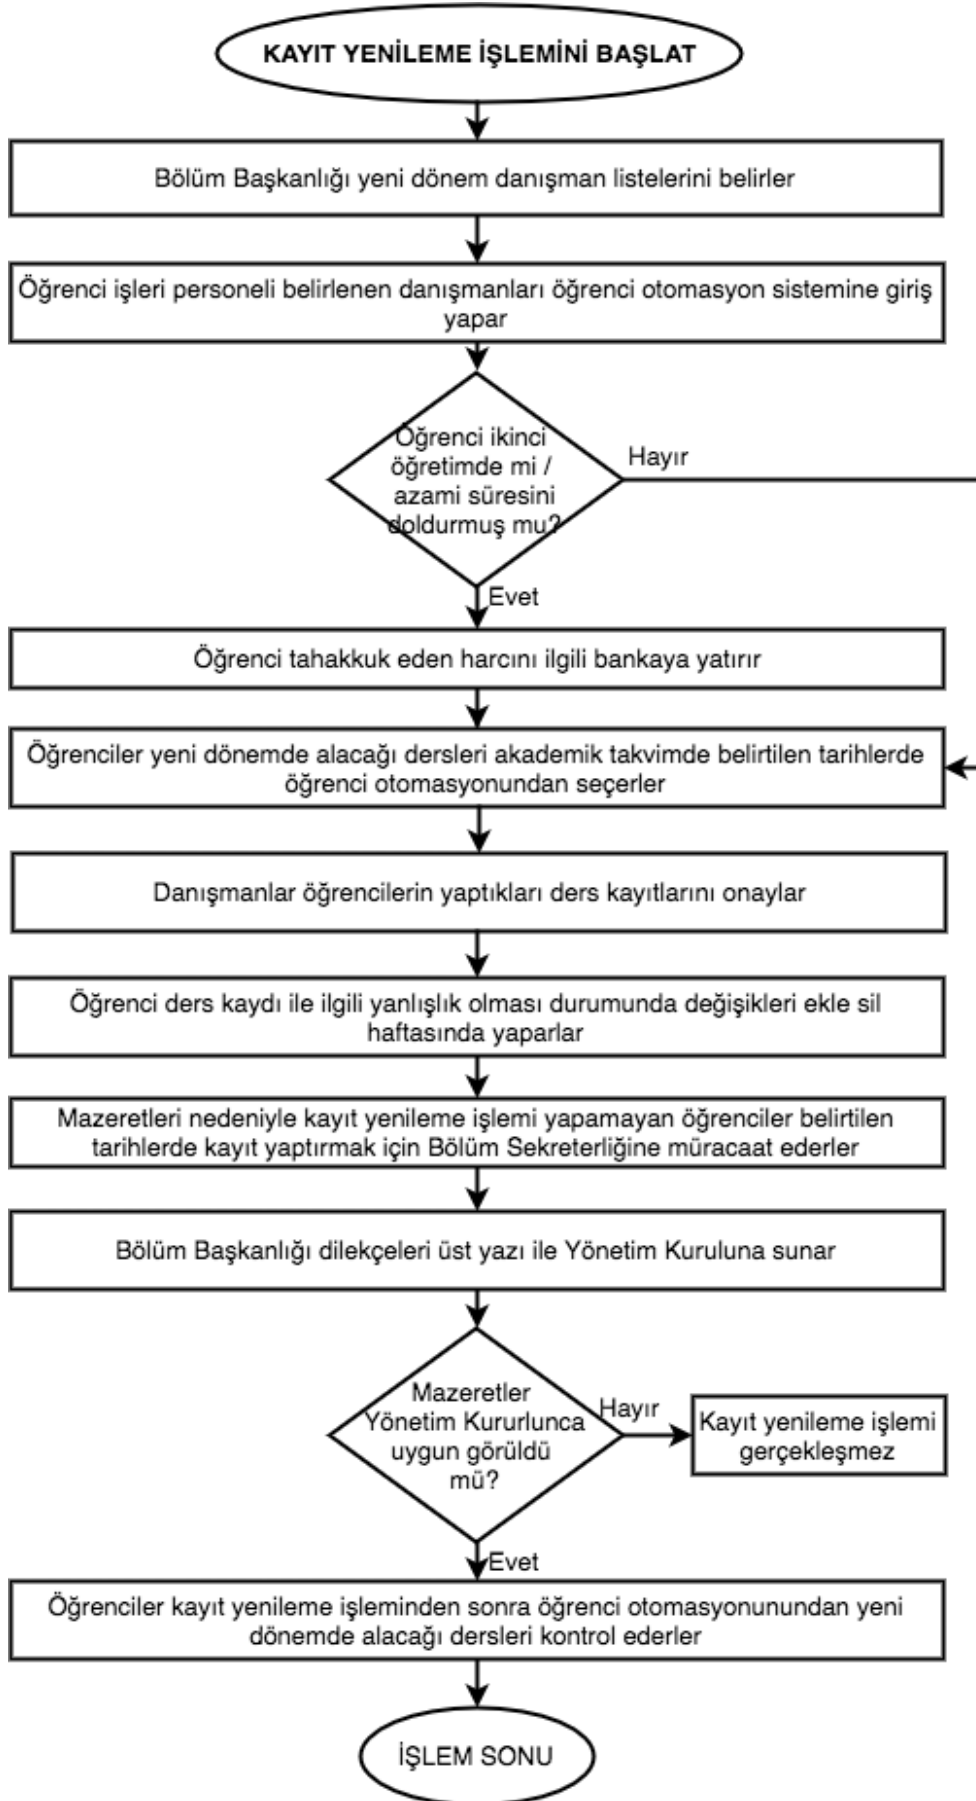 KAYIT YENİLEME İŞLEMİNİ BAŞLAT
Bölüm Başkanlığı yeni dönem danışman listelerini belirler
Öğrenci işleri personeli belirlenen danışmanları öğrenci otomasyon sistemine giriş
yapar
Öğrenci ikinci
öğretimde mi /
azami süresini
doldurmuş mu?
Hayır
Evet
Öğrenci tahakkuk eden harcını ilgili bankaya yatırır
Öğrenciler yeni dönemde alacağı dersleri akademik takvimde belirtilen tarihlerde
öğrenci otomasyonundan seçerler
Danışmanlar öğrencilerin yaptıkları ders kayıtlarını onaylar
Öğrenci ders kaydı ile ilgili yanlışlık olması durumunda değişikleri ekle sil
haftasında yaparlar
Mazeretleri nedeniyle kayıt yenileme işlemi yapamayan öğrenciler belirtilen
tarihlerde kayıt yaptırmak için Bölüm Sekreterliğine müracaat ederler
Bölüm Başkanlığı dilekçeleri üst yazı ile Yönetim Kuruluna sunar
Mazeretler
Yönetim Kururlunca
uygun görüldü
mü?
Hayır
Kayıt yenileme işlemi
gerçekleşmez
Evet
Öğrenciler kayıt yenileme işleminden sonra öğrenci otomasyonunundan yeni
dönemde alacağı dersleri kontrol ederler
İŞLEM SONU